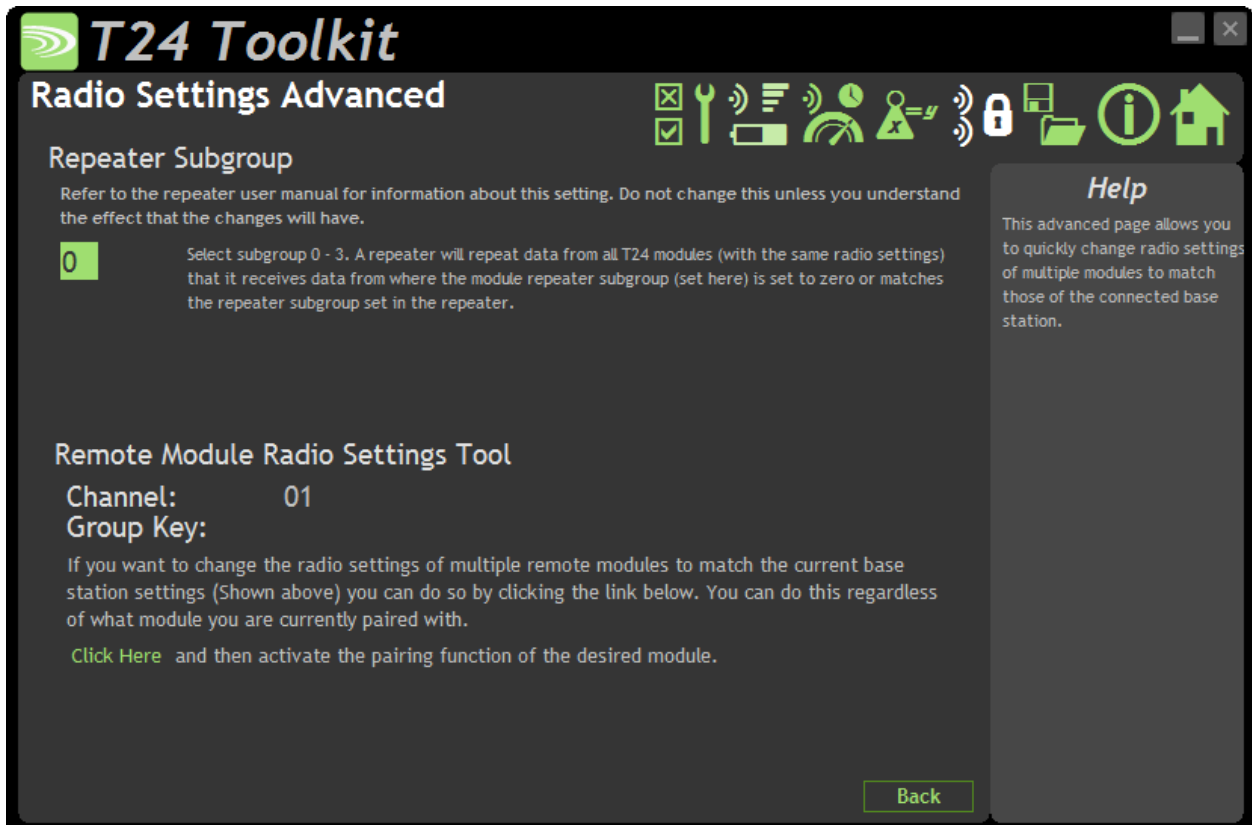 T24 Toolkit
Radio Settings Advanced
x=y
Repeater Subgroup
Refer to the repeater user manual for information about this setting. Do not change this unless you understand
the effect that the changes will have.
0
Select subgroup 0 - 3. A repeater will repeat data from all T24 modules (with the same radio settings)
that it receives data from where the module repeater subgroup (set here) is set to zero or matches
the repeater subgroup set in the repeater.
Remote Module Radio Settings Tool
Channel: 01
Group Key:
If you want to change the radio settings of multiple remote modules to match the current base
station settings (Shown above) you can do so by clicking the link below. You can do this regardless
of what module you are currently paired with.
Click Here and then activate the pairing function of the desired module.
Back
Help
This advanced page allows you
to quickly change radio settings
of multiple modules to match
those of the connected base
station.